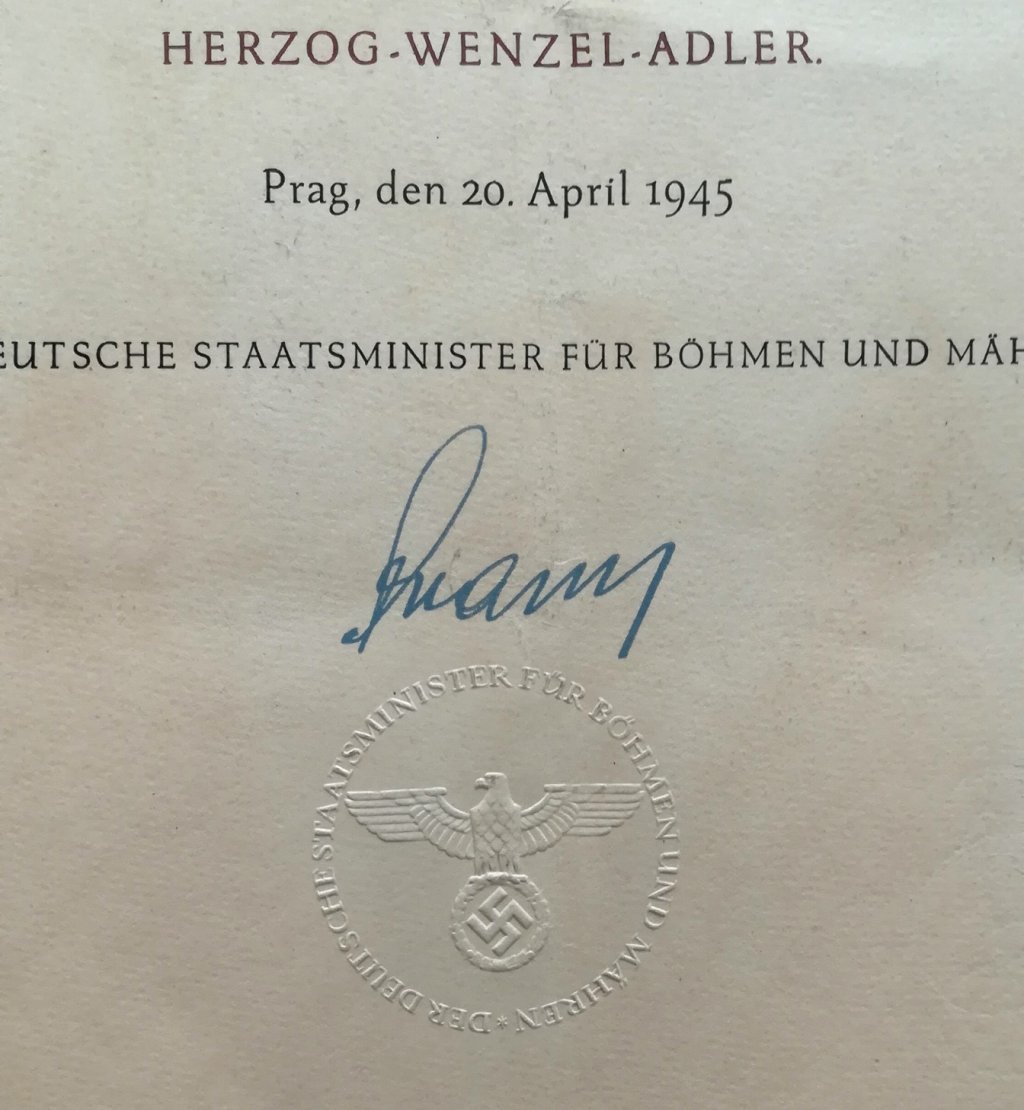 HERZOG-WENZEL-ADLER.
Prag, den 20. April 1945
EUTSCHE STAATSMINISTER FÜR BÖHMEN UND MÄH
DER DEUTSCHE STAATSMINISTER FÜR BÖHMEN UND MÄHREN *